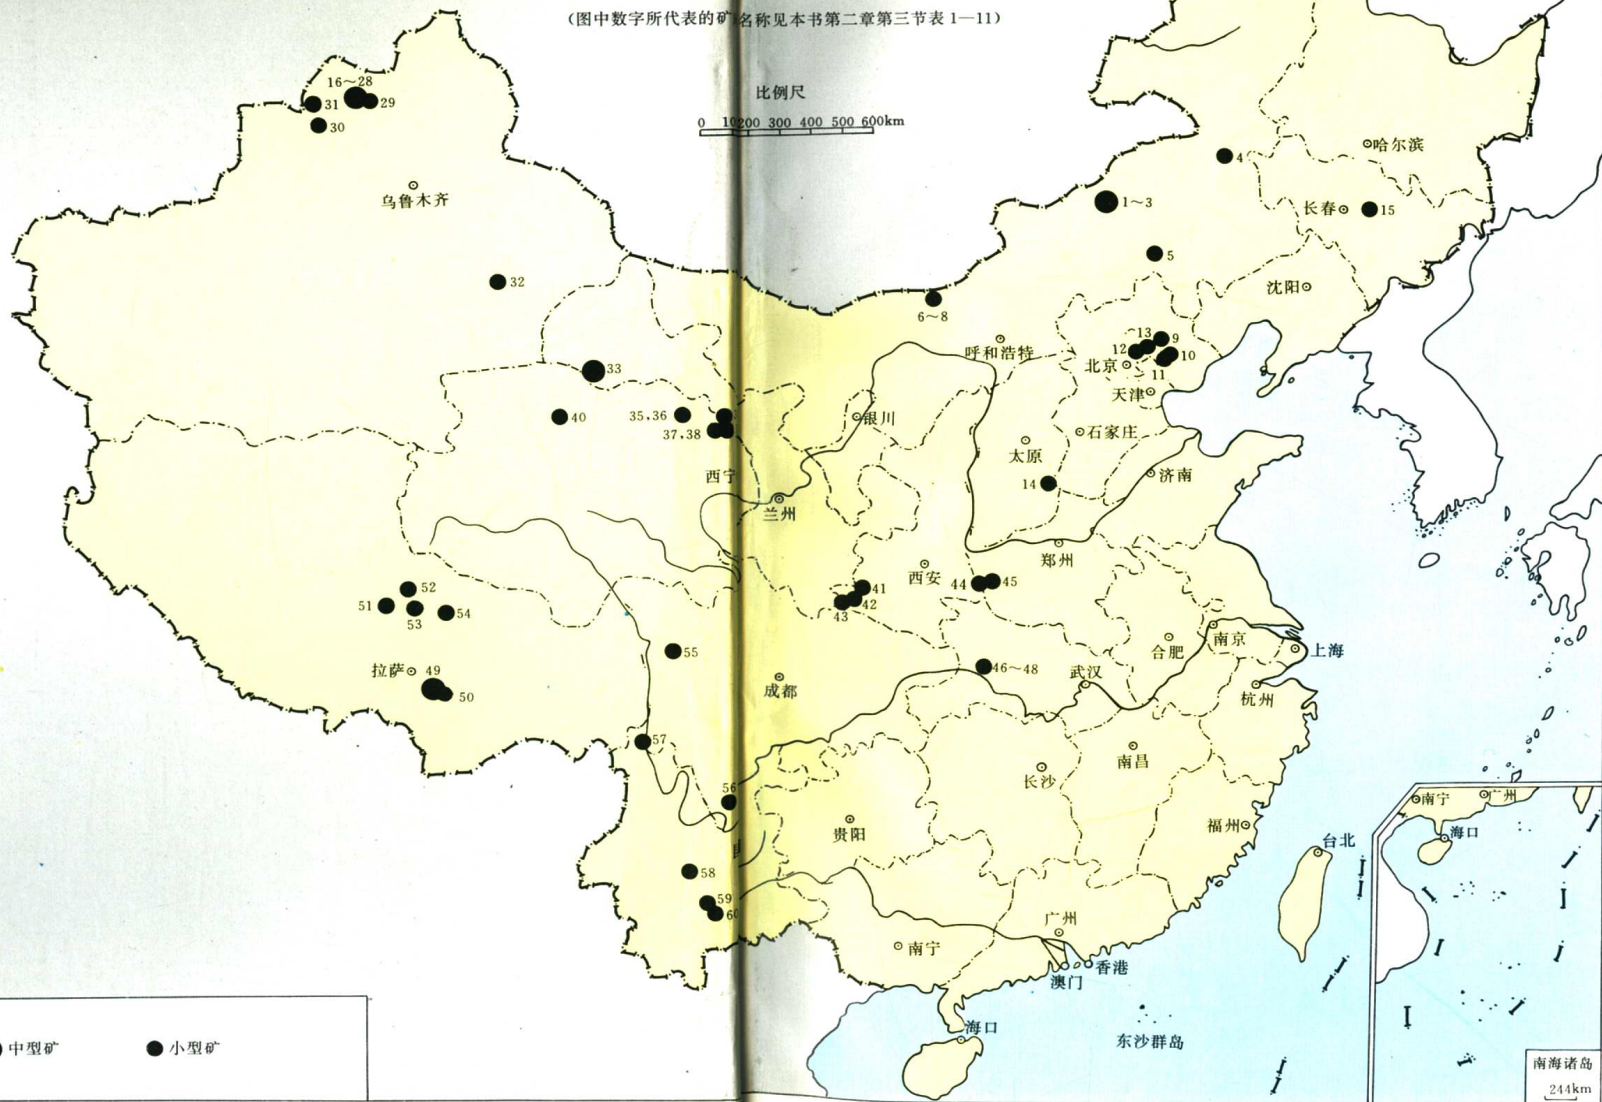 （图中数字所代表的矿 名称见本书第二章第三节表1—11）
比例尺
0 10 200 300 400 500 600km
16～28
31
29
30
乌鲁木齐
32
33
40
35,36
37,38
西宁
兰州
银川
呼和浩特
6～8
1～3
4
5
哈尔滨
长春
15
沈阳
~13
9
12
10
11
北京
天津
石家庄
太原
14
济南
郑州
西安
44
45
41
42
43
52
51
53
54
拉萨
49
50
55
成都
46～48
武汉
合肥
南京
上海
杭州
57
56
长沙
南昌
贵阳
福州
台北
58
59
60
南宁
广州
香港
澳门
海口
东沙群岛
南宁
广州
海口
南海诸岛
244km
中型矿
小型矿